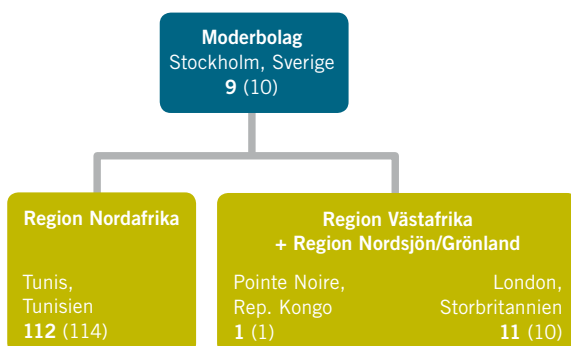 Moderbolag
Stockholm, Sverige
9 (10)
Region Nordafrika
Tunis,
Tunisien
112 (114)
Region Västafrika
+ Region Nordsjön/Grönland
Pointe Noire,
Rep. Kongo
1 (1)
London,
Storbritannien
11 (10)